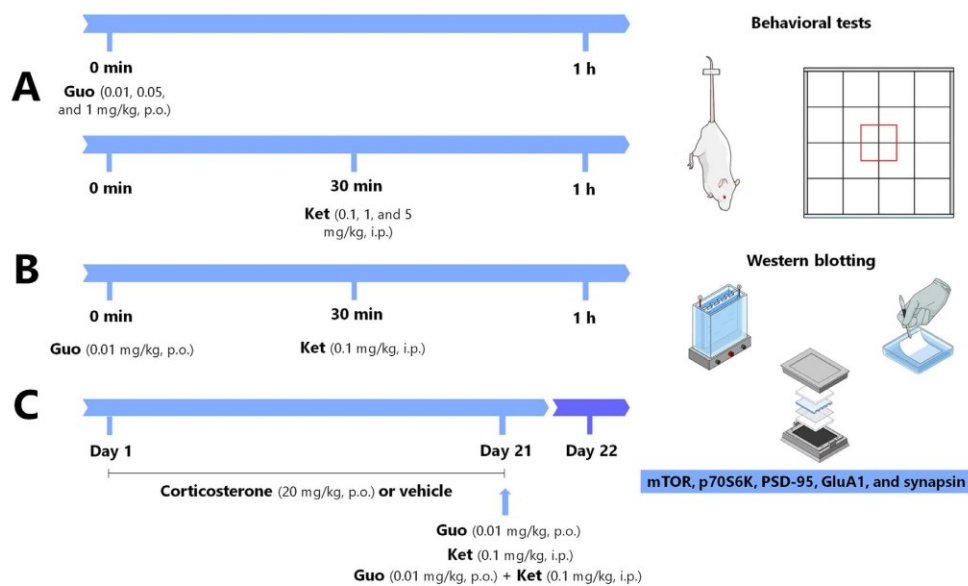 Behavioral tests
A
0 min
1 h
Guo (0.01, 0.05,
and 1 mg/kg, p.o.)
0 min
30 min
1 h
Ket (0.1, 1, and 5
mg/kg, i.p.)
B
Western blotting
0 min
30 min
1 h
Guo (0.01 mg/kg, p.o.)
Ket (0.1 mg/kg, i.p.)
C
Day 1
Day 21
Day 22
mTOR, p70S6K, PSD-95, GluA1, and synapsin
Corticosterone (20 mg/kg, p.o.) or vehicle
Guo (0.01 mg/kg, p.o.)
Ket (0.1 mg/kg, i.p.)
Guo (0.01 mg/kg, p.o.) + Ket (0.1 mg/kg, i.p.)